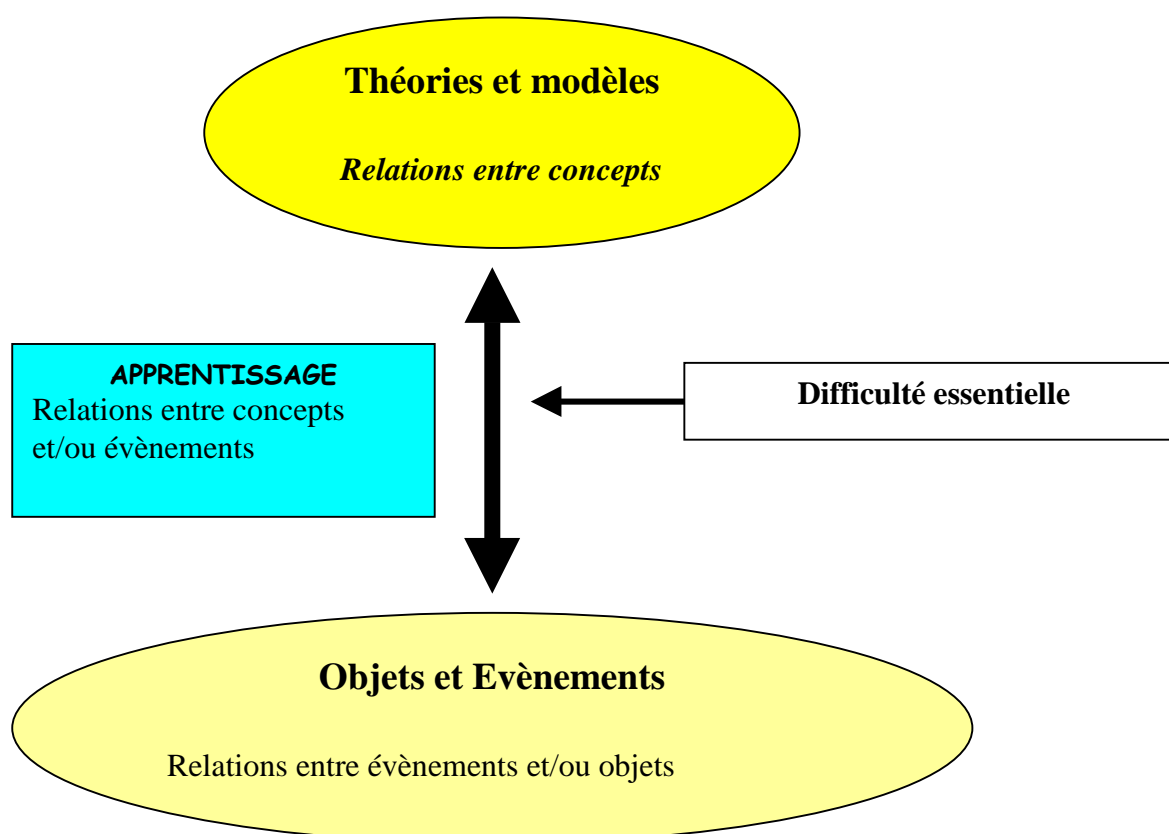 Théories et modèles
Relations entre concepts
APPRENTISSAGE
Relations entre concepts
et/ou évènements
Difficulté essentielle
Objets et Evènements
Relations entre évènements et/ou objets